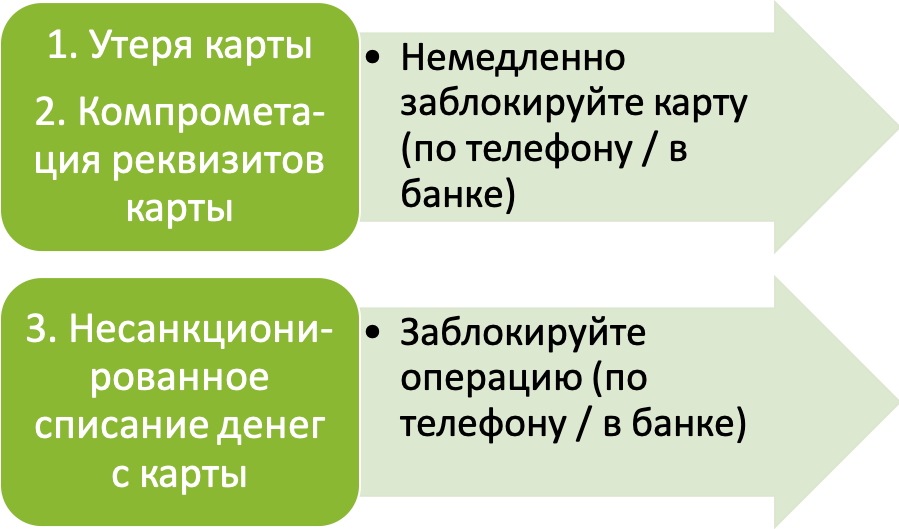 1. Утеря карты
2. Компромета-
ция реквизитов
карты
• Немедленно
заблокируйте карту
(по телефону / в
банке)
3. Несанкциони-
рованное
списание денег
с карты
• Заблокируйте
операцию (по
телефону / в банке)